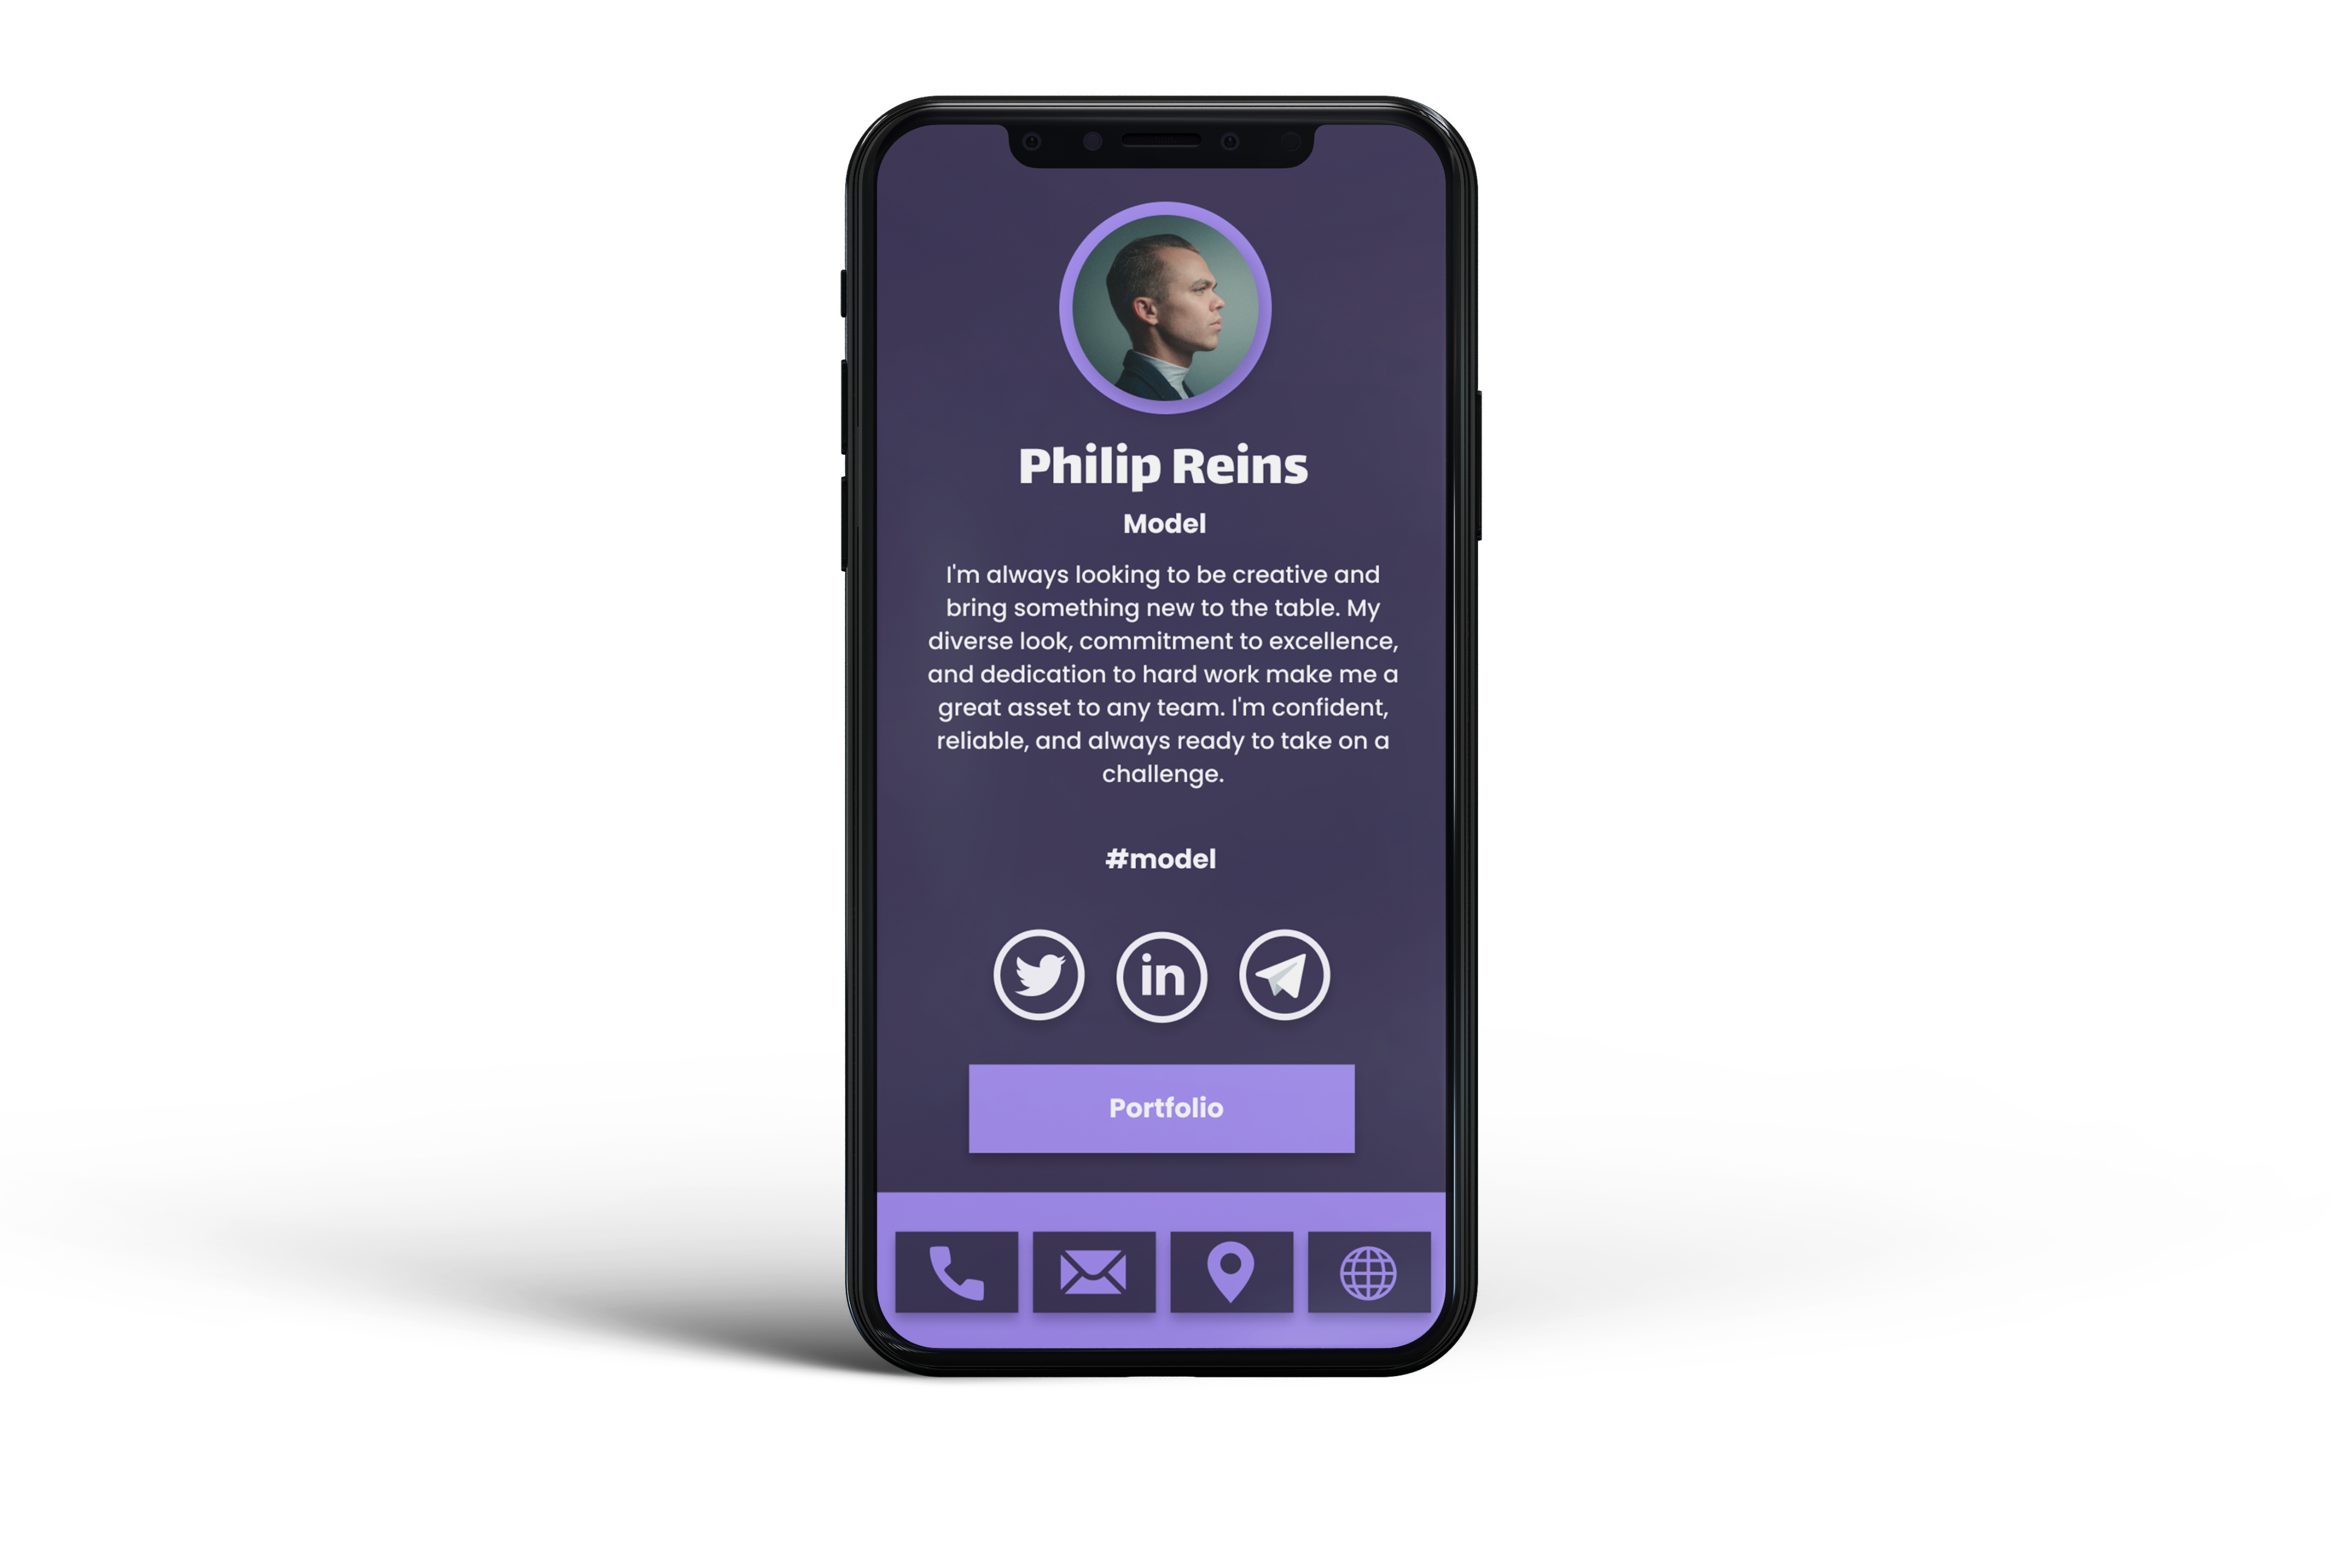 Philip Reins
Model
I'm always looking to be creative and
bring something new to the table. My
diverse look, commitment to excellence,
and dedication to hard work make me a
great asset to any team. I'm confident,
reliable, and always ready to take on a
challenge.
#model
in
Portfolio